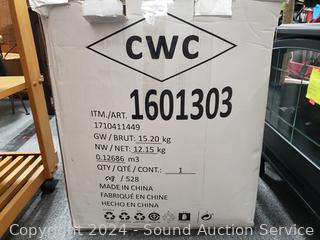 CWC
ITM./ART. 1601303
1710411449
GW / BRUT: 15.20 kg
NW / NET: 12.15 kg
0.12686 m3
QTY / QTÉ / CONT.: 1
/ 528
MADE IN CHINA
FABRIQUÉ EN CHINE
HECHO EN CHINA
Copyright 2024 - Sound Auction Service